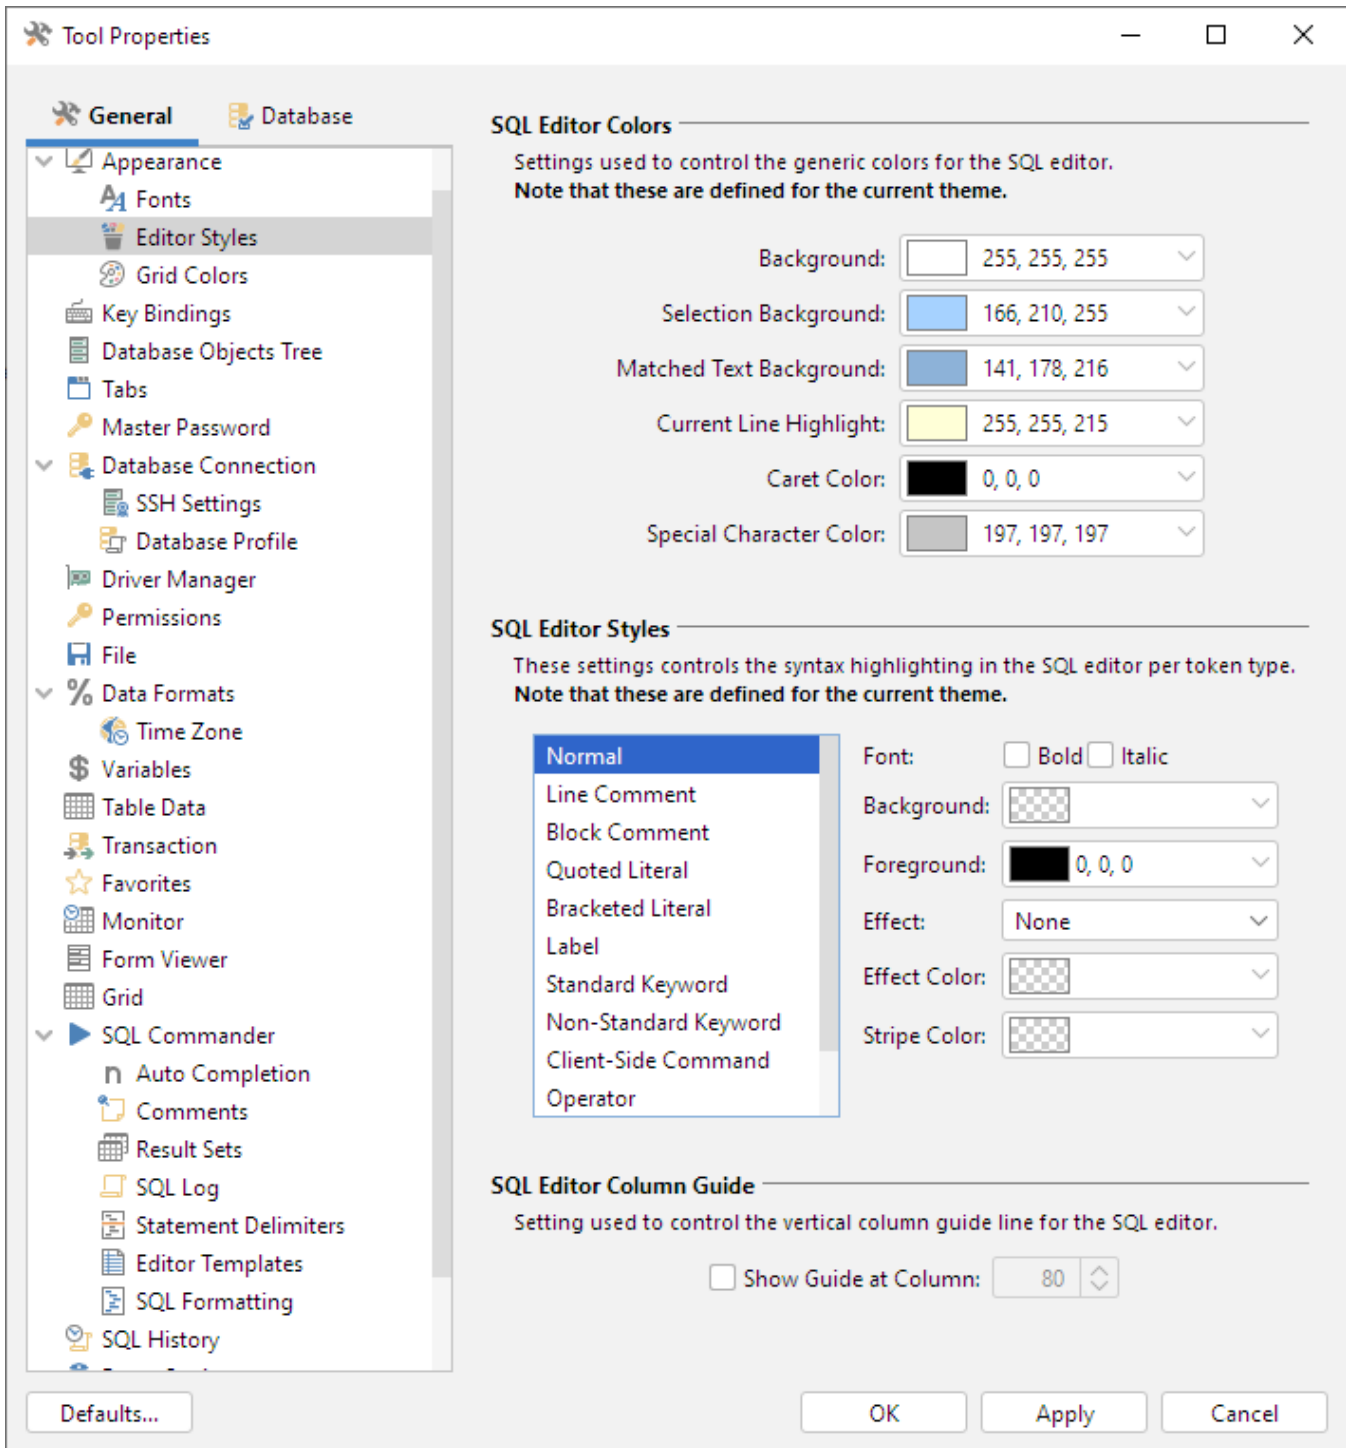 Tool Properties
General
Database
Appearance
Fonts
Editor Styles
Grid Colors
Key Bindings
Database Objects Tree
Tabs
Master Password
Database Connection
SSH Settings
Database Profile
Driver Manager
Permissions
File
Data Formats
Time Zone
Variables
Table Data
Transaction
Favorites
Monitor
Form Viewer
Grid
SQL Commander
Auto Completion
Comments
Result Sets
SQL Log
Statement Delimiters
Editor Templates
SQL Formatting
SQL History
Defaults...
SQL Editor Colors
Settings used to control the generic colors for the SQL editor.
Note that these are defined for the current theme.
Background: 255, 255, 255
Selection Background: 166, 210, 255
Matched Text Background: 141, 178, 216
Current Line Highlight: 255, 255, 215
Caret Color: 0, 0, 0
Special Character Color: 197, 197, 197
SQL Editor Styles
These settings controls the syntax highlighting in the SQL editor per token type.
Note that these are defined for the current theme.
Normal
Line Comment
Block Comment
Quoted Literal
Bracketed Literal
Label
Standard Keyword
Non-Standard Keyword
Client-Side Command
Operator
Font: Bold Italic
Background:
Foreground: 0, 0, 0
Effect: None
Effect Color:
Stripe Color:
SQL Editor Column Guide
Setting used to control the vertical column guide line for the SQL editor.
Show Guide at Column: 80
OK
Apply
Cancel